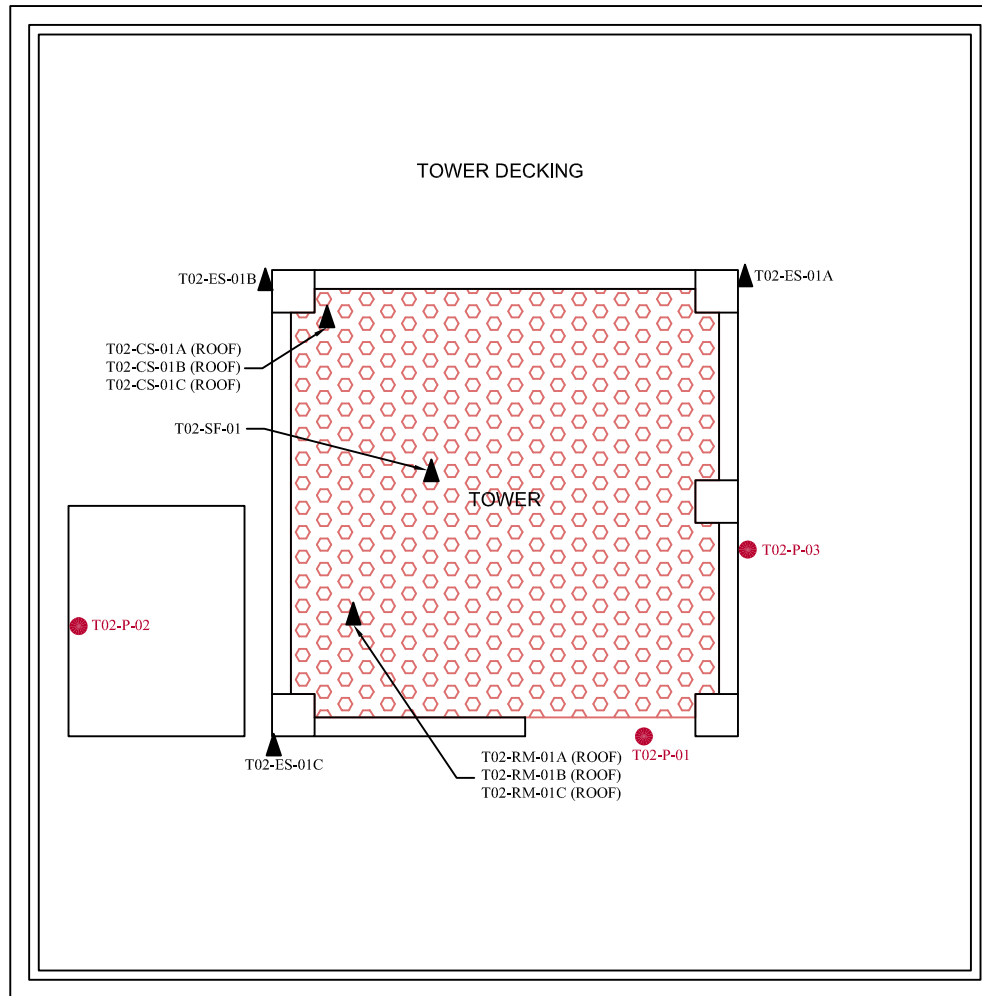 TOWER DECKING
T02-ES-01B
T02-ES-01A
T02-CS-01A (ROOF)
T02-CS-01B (ROOF)
T02-CS-01C (ROOF)
T02-SF-01
TOWER
T02-P-03
T02-P-02
T02-P-01
T02-ES-01C
T02-RM-01A (ROOF)
T02-RM-01B (ROOF)
T02-RM-01C (ROOF)